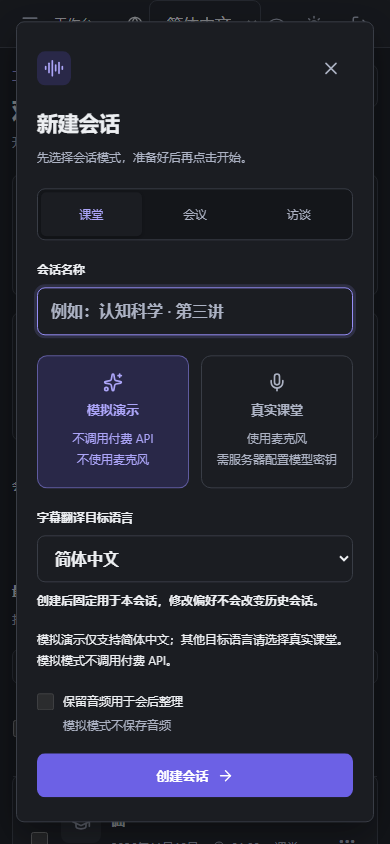 简体中文
新建会话
先选择会话模式，准备好后再点击开始。
课堂
会议
访谈
会话名称
例如：认知科学 · 第三讲
模拟演示
不调用付费 API
不使用麦克风
真实课堂
使用麦克风
需服务器配置模型密钥
字幕翻译目标语言
简体中文
创建后固定用于本会话，修改偏好不会改变历史会话。
模拟演示仅支持简体中文；其他目标语言请选择真实课堂。
模拟模式不调用付费 API。
保留音频用于会后整理
模拟模式不保存音频
创建会话 →